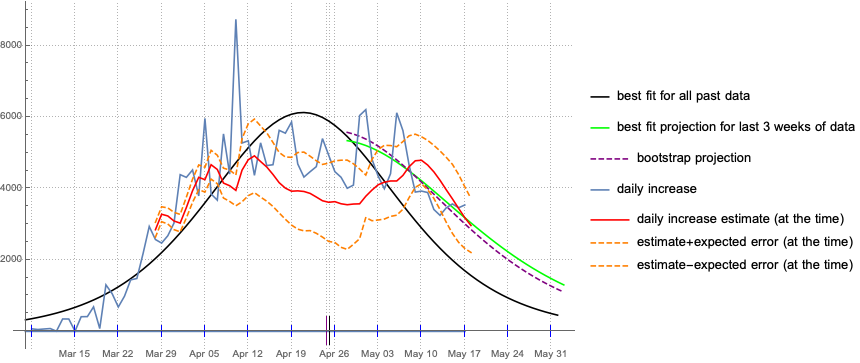 8000
6000
4000
2000
Mar 15 Mar 22 Mar 29 Apr 05 Apr 12 Apr 19 Apr 26 May 03 May 10 May 17 May 24 May 31
best fit for all past data
best fit projection for last 3 weeks of data
bootstrap projection
daily increase
daily increase estimate (at the time)
estimate+expected error (at the time)
estimate−expected error (at the time)